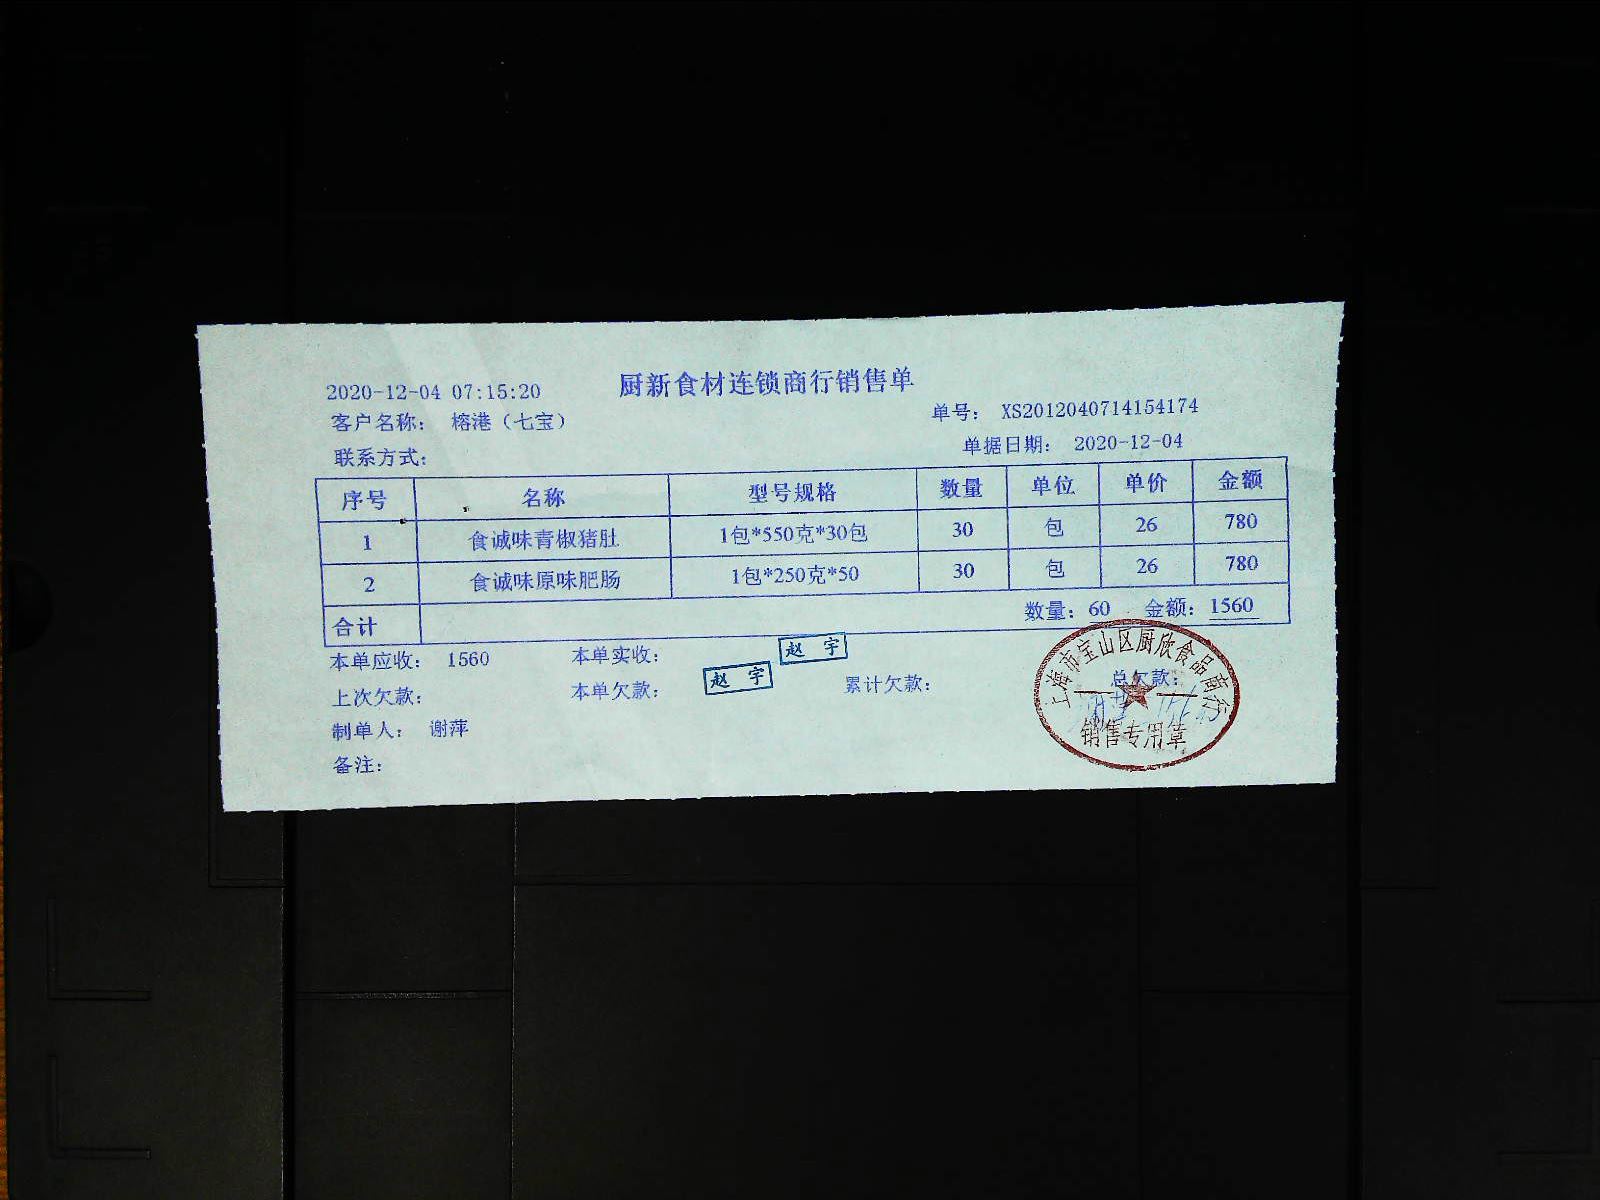 厨新食材连锁商行销售单
2020-12-04 07:15:20
单号： XS2012040714154174
客户名称： 榕港（七宝）
单据日期： 2020-12-04
联系方式：
序号 名称 型号规格 数量 单位 单价 金额
1 食诚味青椒猪肚 1包*550克*30包 30 包 26 780
2 食诚味原味肥肠 1包*250克*50 30 包 26 780
合计 数量：60 金额：1560
本单应收： 1560 本单实收： 赵 宇
上次欠款： 本单欠款： 赵 宇 累计欠款： 总欠款：
制单人： 谢萍
备注：
上海市宝山区厨欣食品商行
销售专用章